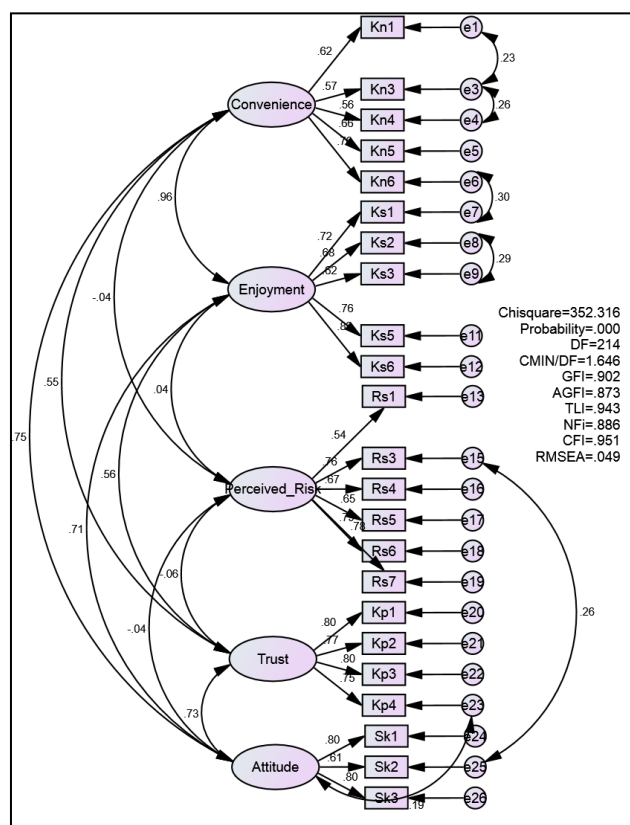 Kn1
e1
.62
.23
Convenience
.57
Kn3
e3
.56
Kn4
e4
.26
.66
Kn5
e5
Kn6
e6
.96
Ks1
e7
.30
.72
Ks2
e8
.68
Ks3
e9
.29
Enjoyment
-.04
.76
Ks5
e11
Ks6
e12
Rs1
e13
Chisquare=352.316
Probability=.000
DF=214
CMIN/DF=1.646
GFI=.902
AGFI=.873
TLI=.943
NFi=.886
CFI=.951
RMSEA=.049
.55
.04
.54
.75
.56
.76
Rs3
e15
Perceived_Risk
.67
Rs4
e16
.65
Rs5
e17
.71
.78
Rs6
e18
Rs7
e19
-.06
.26
-.04
.80
Kp1
e20
.77
Kp2
e21
Trust
.80
Kp3
e22
.75
Kp4
e23
.73
.80
Sk1
e24
.61
Sk2
e25
Attitude
.80
Sk3
.19
e26